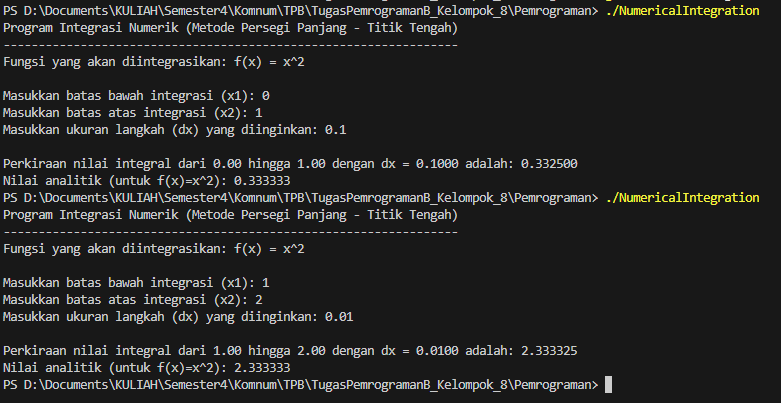 PS D:\Documents\KULIAH\Semester4\Komnum\TPB\TugasPemrogramanB_Kelompok_8\Pemrograman> ./NumericalIntegration
Program Integrasi Numerik (Metode Persegi Panjang - Titik Tengah)
-----------------------------------------------------------------
Fungsi yang akan diintegrasikan: f(x) = x^2

Masukkan batas bawah integrasi (x1): 0
Masukkan batas atas integrasi (x2): 1
Masukkan ukuran langkah (dx) yang diinginkan: 0.1

Perkiraan nilai integral dari 0.00 hingga 1.00 dengan dx = 0.1000 adalah: 0.332500
Nilai analitik (untuk f(x)=x^2): 0.333333
PS D:\Documents\KULIAH\Semester4\Komnum\TPB\TugasPemrogramanB_Kelompok_8\Pemrograman> ./NumericalIntegration
Program Integrasi Numerik (Metode Persegi Panjang - Titik Tengah)
-----------------------------------------------------------------
Fungsi yang akan diintegrasikan: f(x) = x^2

Masukkan batas bawah integrasi (x1): 1
Masukkan batas atas integrasi (x2): 2
Masukkan ukuran langkah (dx) yang diinginkan: 0.01

Perkiraan nilai integral dari 1.00 hingga 2.00 dengan dx = 0.0100 adalah: 2.333325
Nilai analitik (untuk f(x)=x^2): 2.333333
PS D:\Documents\KULIAH\Semester4\Komnum\TPB\TugasPemrogramanB_Kelompok_8\Pemrograman>